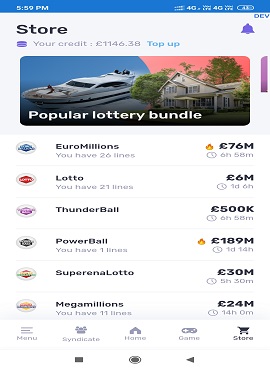 5:59 PM
4G
4G
48
DEV
Store
Your credit : £1146.38 Top up
Popular lottery bundle
EuroMillions £76M
You have 26 lines 6h 58m
Lotto £6M
You have 21 lines 1d 6h
ThunderBall £500K
6h 58m
PowerBall £189M
You have 1 lines 1d 14h
SuperenaLotto £30M
5h 30m
Megamillions £24M
You have 11 lines 14h 0m
Menu Syndicate Home Game Store